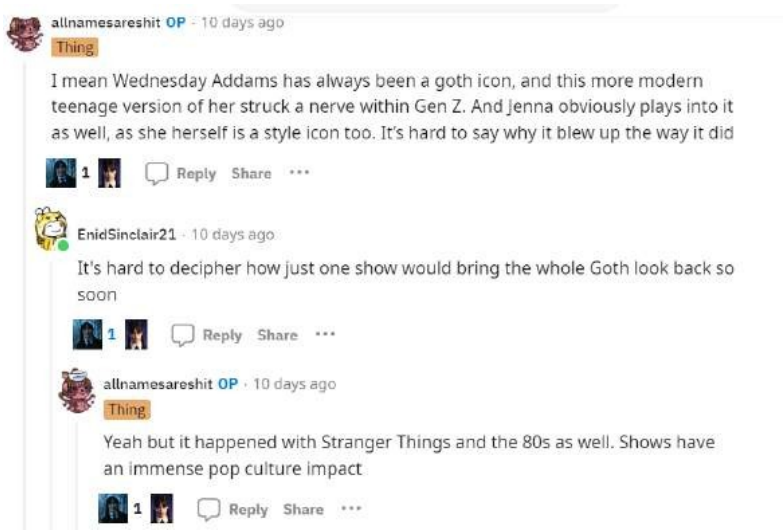 allnamesareshit OP · 10 days ago
Thing
I mean Wednesday Addams has always been a goth icon, and this more modern
teenage version of her struck a nerve within Gen Z. And Jenna obviously plays into it
as well, as she herself is a style icon too. It's hard to say why it blew up the way it did
1 Reply Share ···
EnidSinclair21 · 10 days ago
It's hard to decipher how just one show would bring the whole Goth look back so
soon
1 Reply Share ···
allnamesareshit OP · 10 days ago
Thing
Yeah but it happened with Stranger Things and the 80s as well. Shows have
an immense pop culture impact
1 Reply Share ···